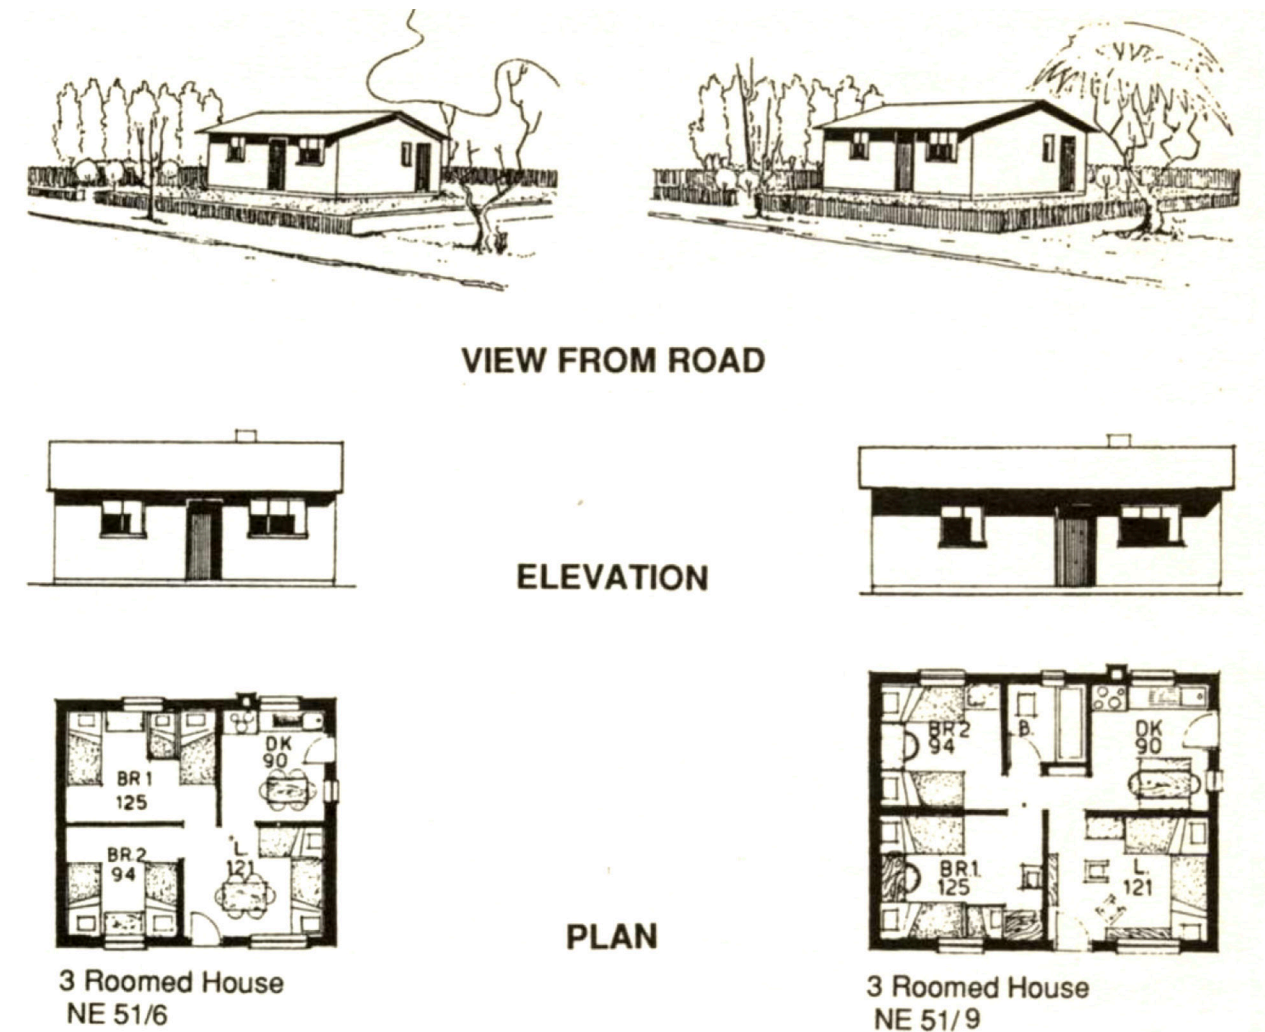 VIEW FROM ROAD
ELEVATION
BR 1
125
DK
90
BR.2
94
L.
121
BR 2
94
B.
DK
90
BR.1.
125
L.
121
PLAN
3 Roomed House
NE 51/6
3 Roomed House
NE 51/9